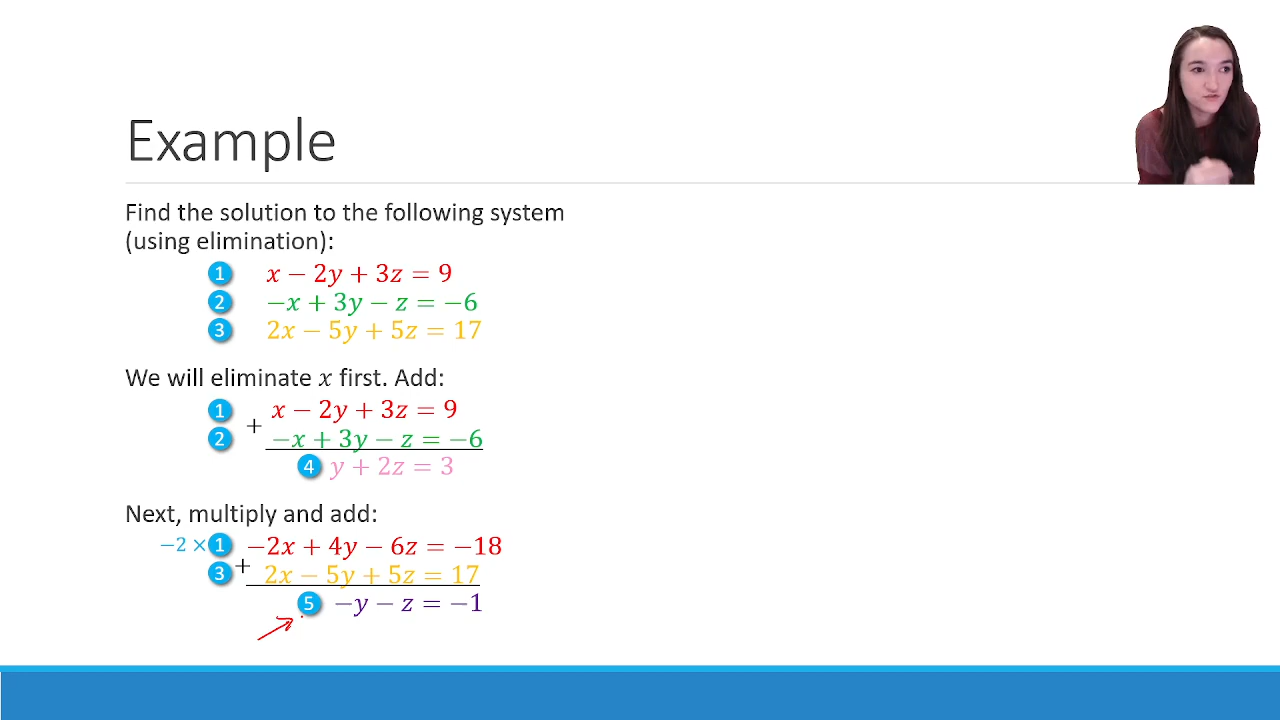 Example
Find the solution to the following system
(using elimination):
1 x − 2y + 3z = 9
2 −x + 3y − z = −6
3 2x − 5y + 5z = 17
We will eliminate x first. Add:
1 x − 2y + 3z = 9
+
2 −x + 3y − z = −6
4 y + 2z = 3
Next, multiply and add:
−2 × 1 −2x + 4y − 6z = −18
+
3 2x − 5y + 5z = 17
5 −y − z = −1